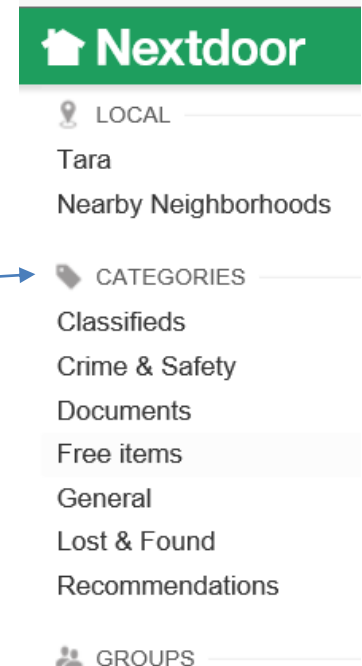 Nextdoor
LOCAL
Tara
Nearby Neighborhoods
CATEGORIES
Classifieds
Crime & Safety
Documents
Free items
General
Lost & Found
Recommendations
GROUPS